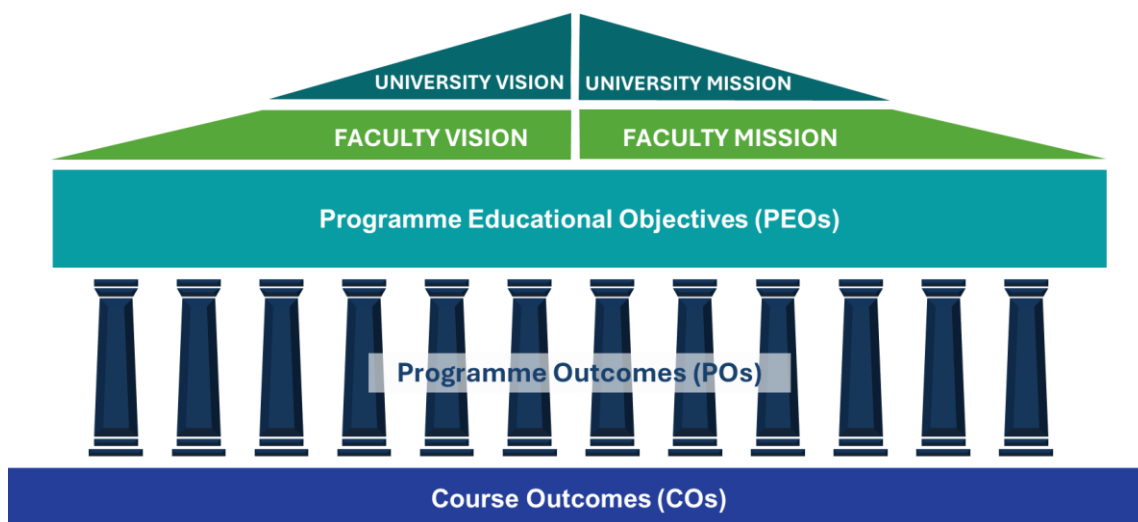 UNIVERSITY VISION UNIVERSITY MISSION
FACULTY VISION FACULTY MISSION
Programme Educational Objectives (PEOs)
Programme Outcomes (POs)
Course Outcomes (COs)